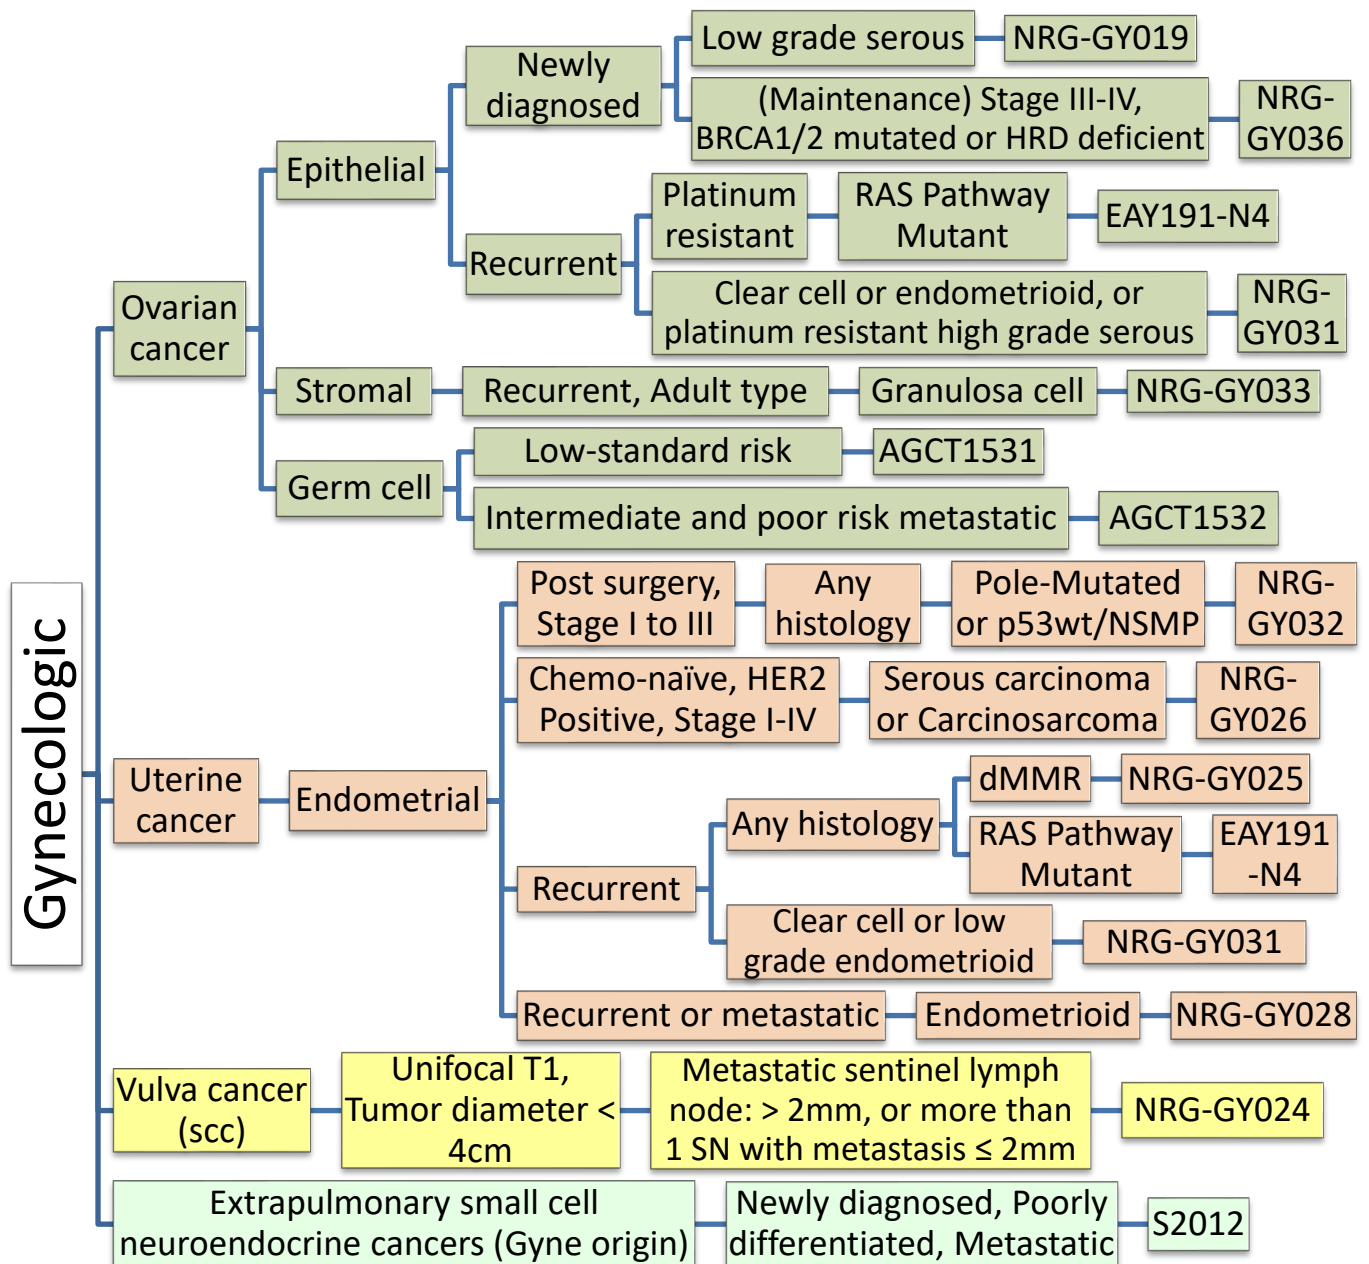 Gynecologic
Ovarian
cancer
Epithelial
Newly
diagnosed
Low grade serous
NRG-GY019
(Maintenance) Stage III-IV,
BRCA1/2 mutated or HRD deficient
NRG-
GY036
Recurrent
Platinum
resistant
RAS Pathway
Mutant
EAY191-N4
Clear cell or endometrioid, or
platinum resistant high grade serous
NRG-
GY031
Stromal
Recurrent, Adult type
Granulosa cell
NRG-GY033
Germ cell
Low-standard risk
AGCT1531
Intermediate and poor risk metastatic
AGCT1532
Uterine
cancer
Endometrial
Post surgery,
Stage I to III
Any
histology
Pole-Mutated
or p53wt/NSMP
NRG-
GY032
Chemo-naïve, HER2
Positive, Stage I-IV
Serous carcinoma
or Carcinosarcoma
NRG-
GY026
Recurrent
Any histology
dMMR
NRG-GY025
RAS Pathway
Mutant
EAY191
-N4
Clear cell or low
grade endometrioid
NRG-GY031
Recurrent or metastatic
Endometrioid
NRG-GY028
Vulva cancer
(scc)
Unifocal T1,
Tumor diameter <
4cm
Metastatic sentinel lymph
node: > 2mm, or more than
1 SN with metastasis ≤ 2mm
NRG-GY024
Extrapulmonary small cell
neuroendocrine cancers (Gyne origin)
Newly diagnosed, Poorly
differentiated, Metastatic
S2012